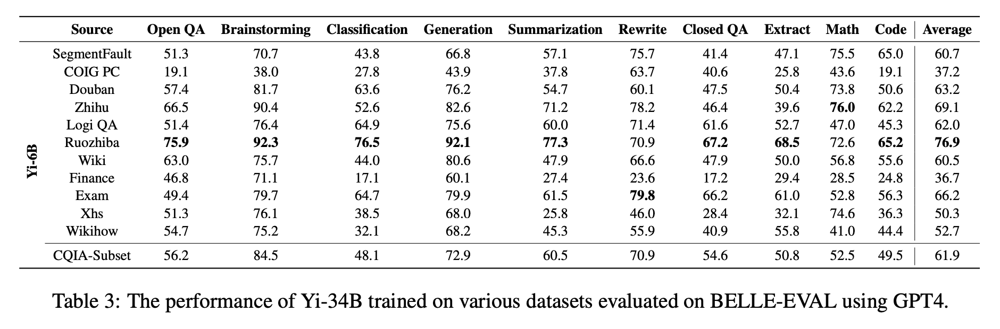 Source Open QA Brainstorming Classification Generation Summarization Rewrite Closed QA Extract Math Code Average
SegmentFault 51.3 70.7 43.8 66.8 57.1 75.7 41.4 47.1 75.5 65.0 60.7
COIG PC 19.1 38.0 27.8 43.9 37.8 63.7 40.6 25.8 43.6 19.1 37.2
Douban 57.4 81.7 63.6 76.2 54.7 60.1 47.5 50.4 73.8 50.6 63.2
Zhihu 66.5 90.4 52.6 82.6 71.2 78.2 46.4 39.6 76.0 62.2 69.1
Logi QA 51.4 76.4 64.9 75.6 60.0 71.4 61.6 52.7 47.0 45.3 62.0
Ruozhiba 75.9 92.3 76.5 92.1 77.3 70.9 67.2 68.5 72.6 65.2 76.9
Yi-6B
Wiki 63.0 75.7 44.0 80.6 47.9 66.6 47.9 50.0 56.8 55.6 60.5
Finance 46.8 71.1 17.1 60.1 27.4 23.6 17.2 29.4 28.5 24.8 36.7
Exam 49.4 79.7 64.7 79.9 61.5 79.8 66.2 61.0 52.8 56.3 66.2
Xhs 51.3 76.1 38.5 68.0 25.8 46.0 28.4 32.1 74.6 36.3 50.3
Wikihow 54.7 75.2 32.1 68.2 45.3 55.9 40.9 55.8 41.0 44.4 52.7
CQIA-Subset 56.2 84.5 48.1 72.9 60.5 70.9 54.6 50.8 52.5 49.5 61.9
Table 3: The performance of Yi-34B trained on various datasets evaluated on BELLE-EVAL using GPT4.